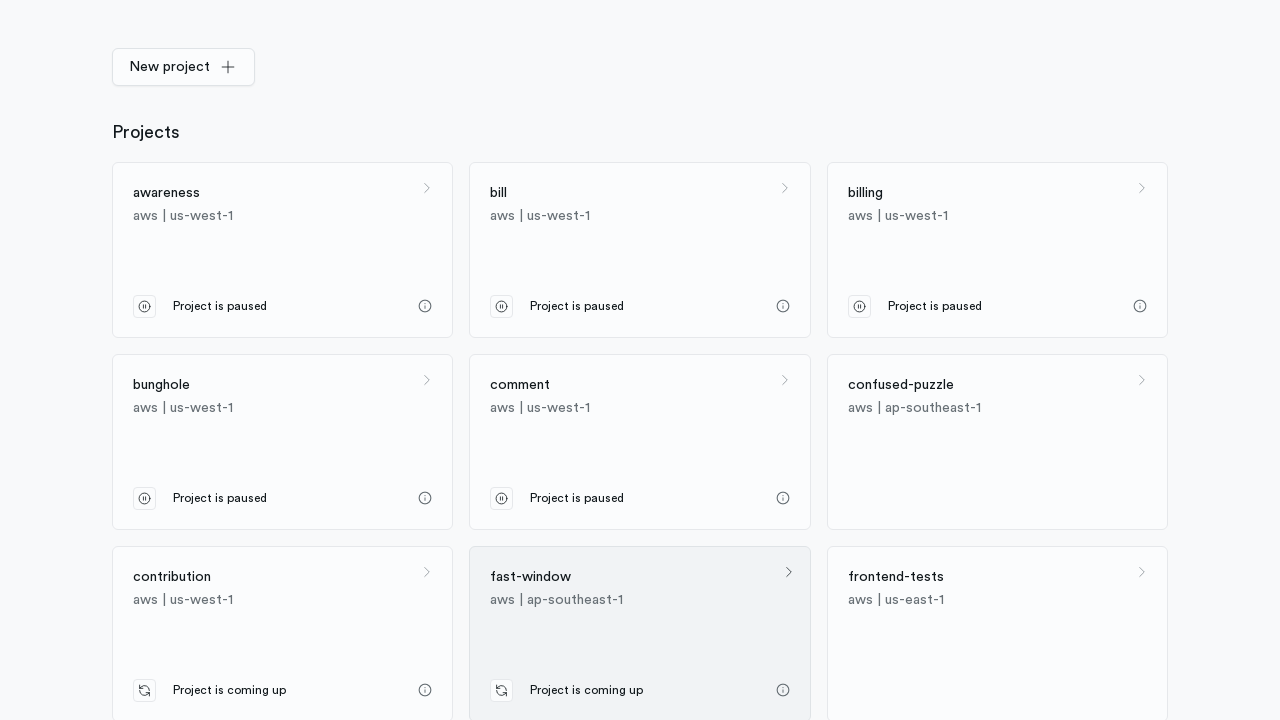 New project
Projects
awareness
aws | us-west-1
Project is paused
bill
aws | us-west-1
Project is paused
billing
aws | us-west-1
Project is paused
bunghole
aws | us-west-1
Project is paused
comment
aws | us-west-1
Project is paused
confused-puzzle
aws | ap-southeast-1
contribution
aws | us-west-1
Project is coming up
fast-window
aws | ap-southeast-1
Project is coming up
frontend-tests
aws | us-east-1